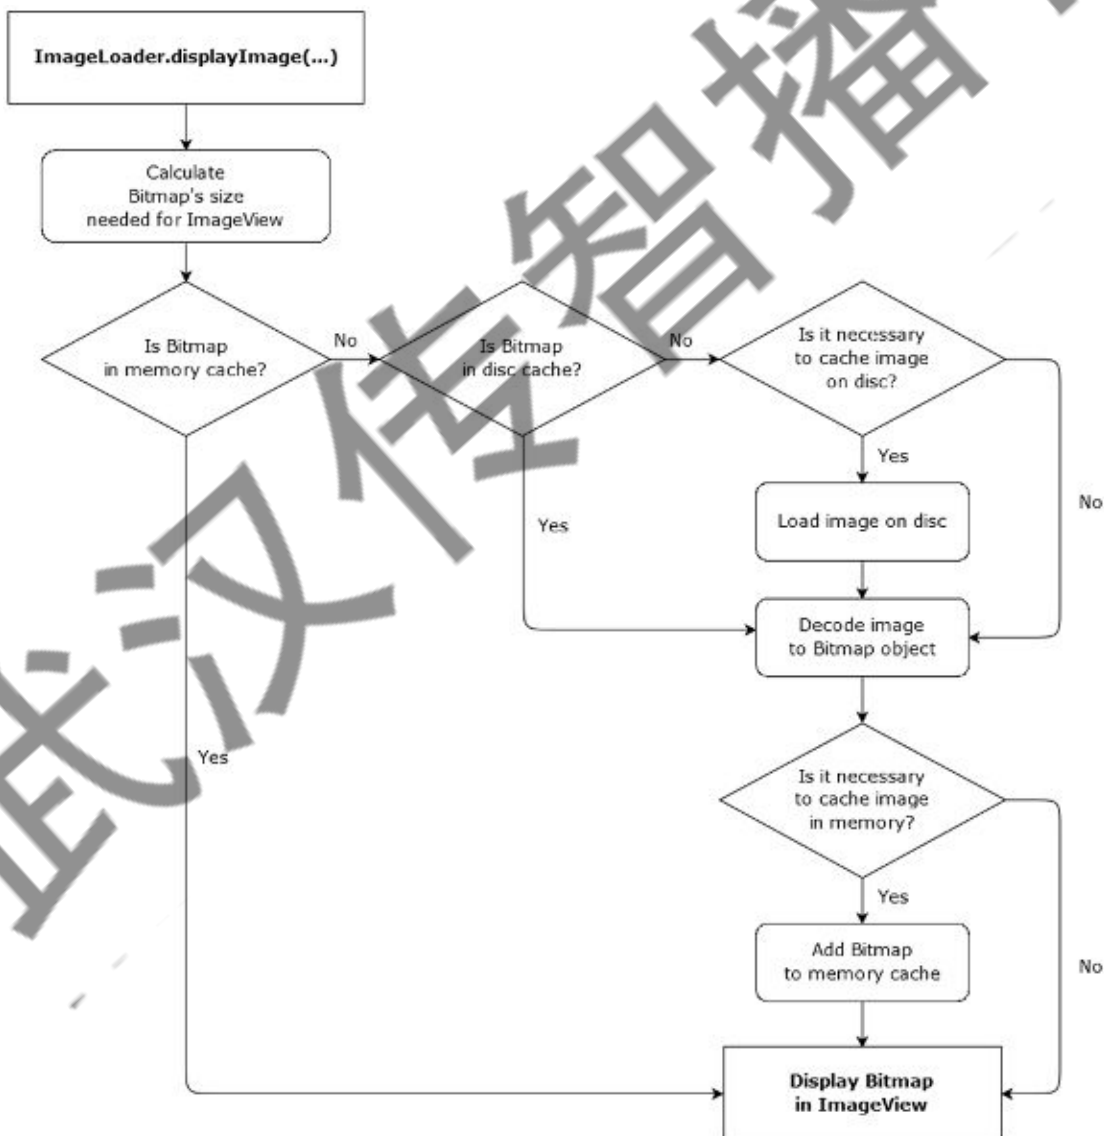 ImageLoader.displayImage(...)
Calculate
Bitmap's size
needed for ImageView
Is Bitmap
in memory cache?
No
Is Bitmap
in disc cache?
No
Is it necessary
to cache image
on disc?
Yes
No
Load image on disc
Yes
Decode image
to Bitmap object
Yes
Is it necessary
to cache image
in memory?
Yes
No
Add Bitmap
to memory cache
Display Bitmap
in ImageView
武汉传智播